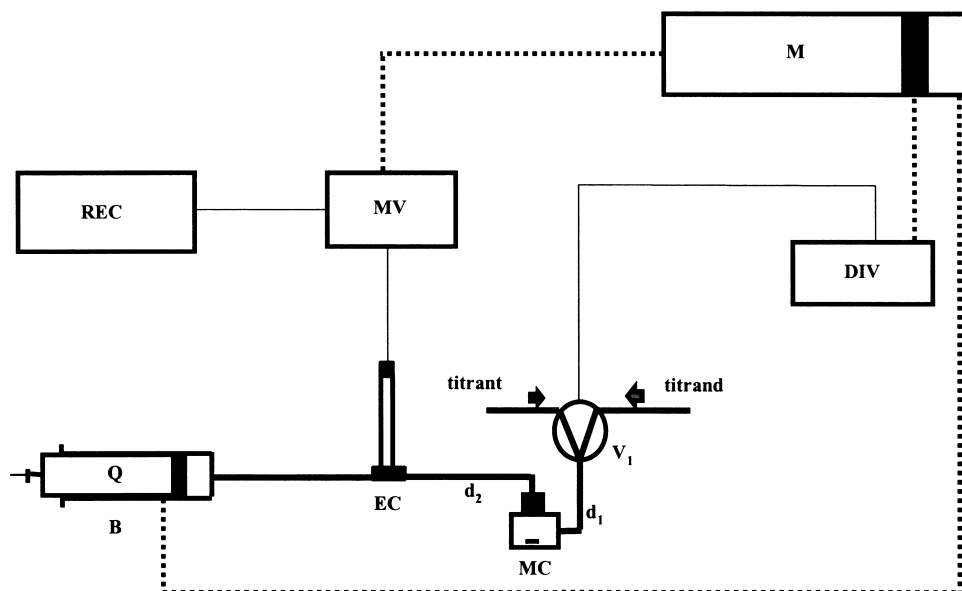 M
REC
MV
DIV
titrant
titrand
V1
Q
EC
d2
d1
B
MC